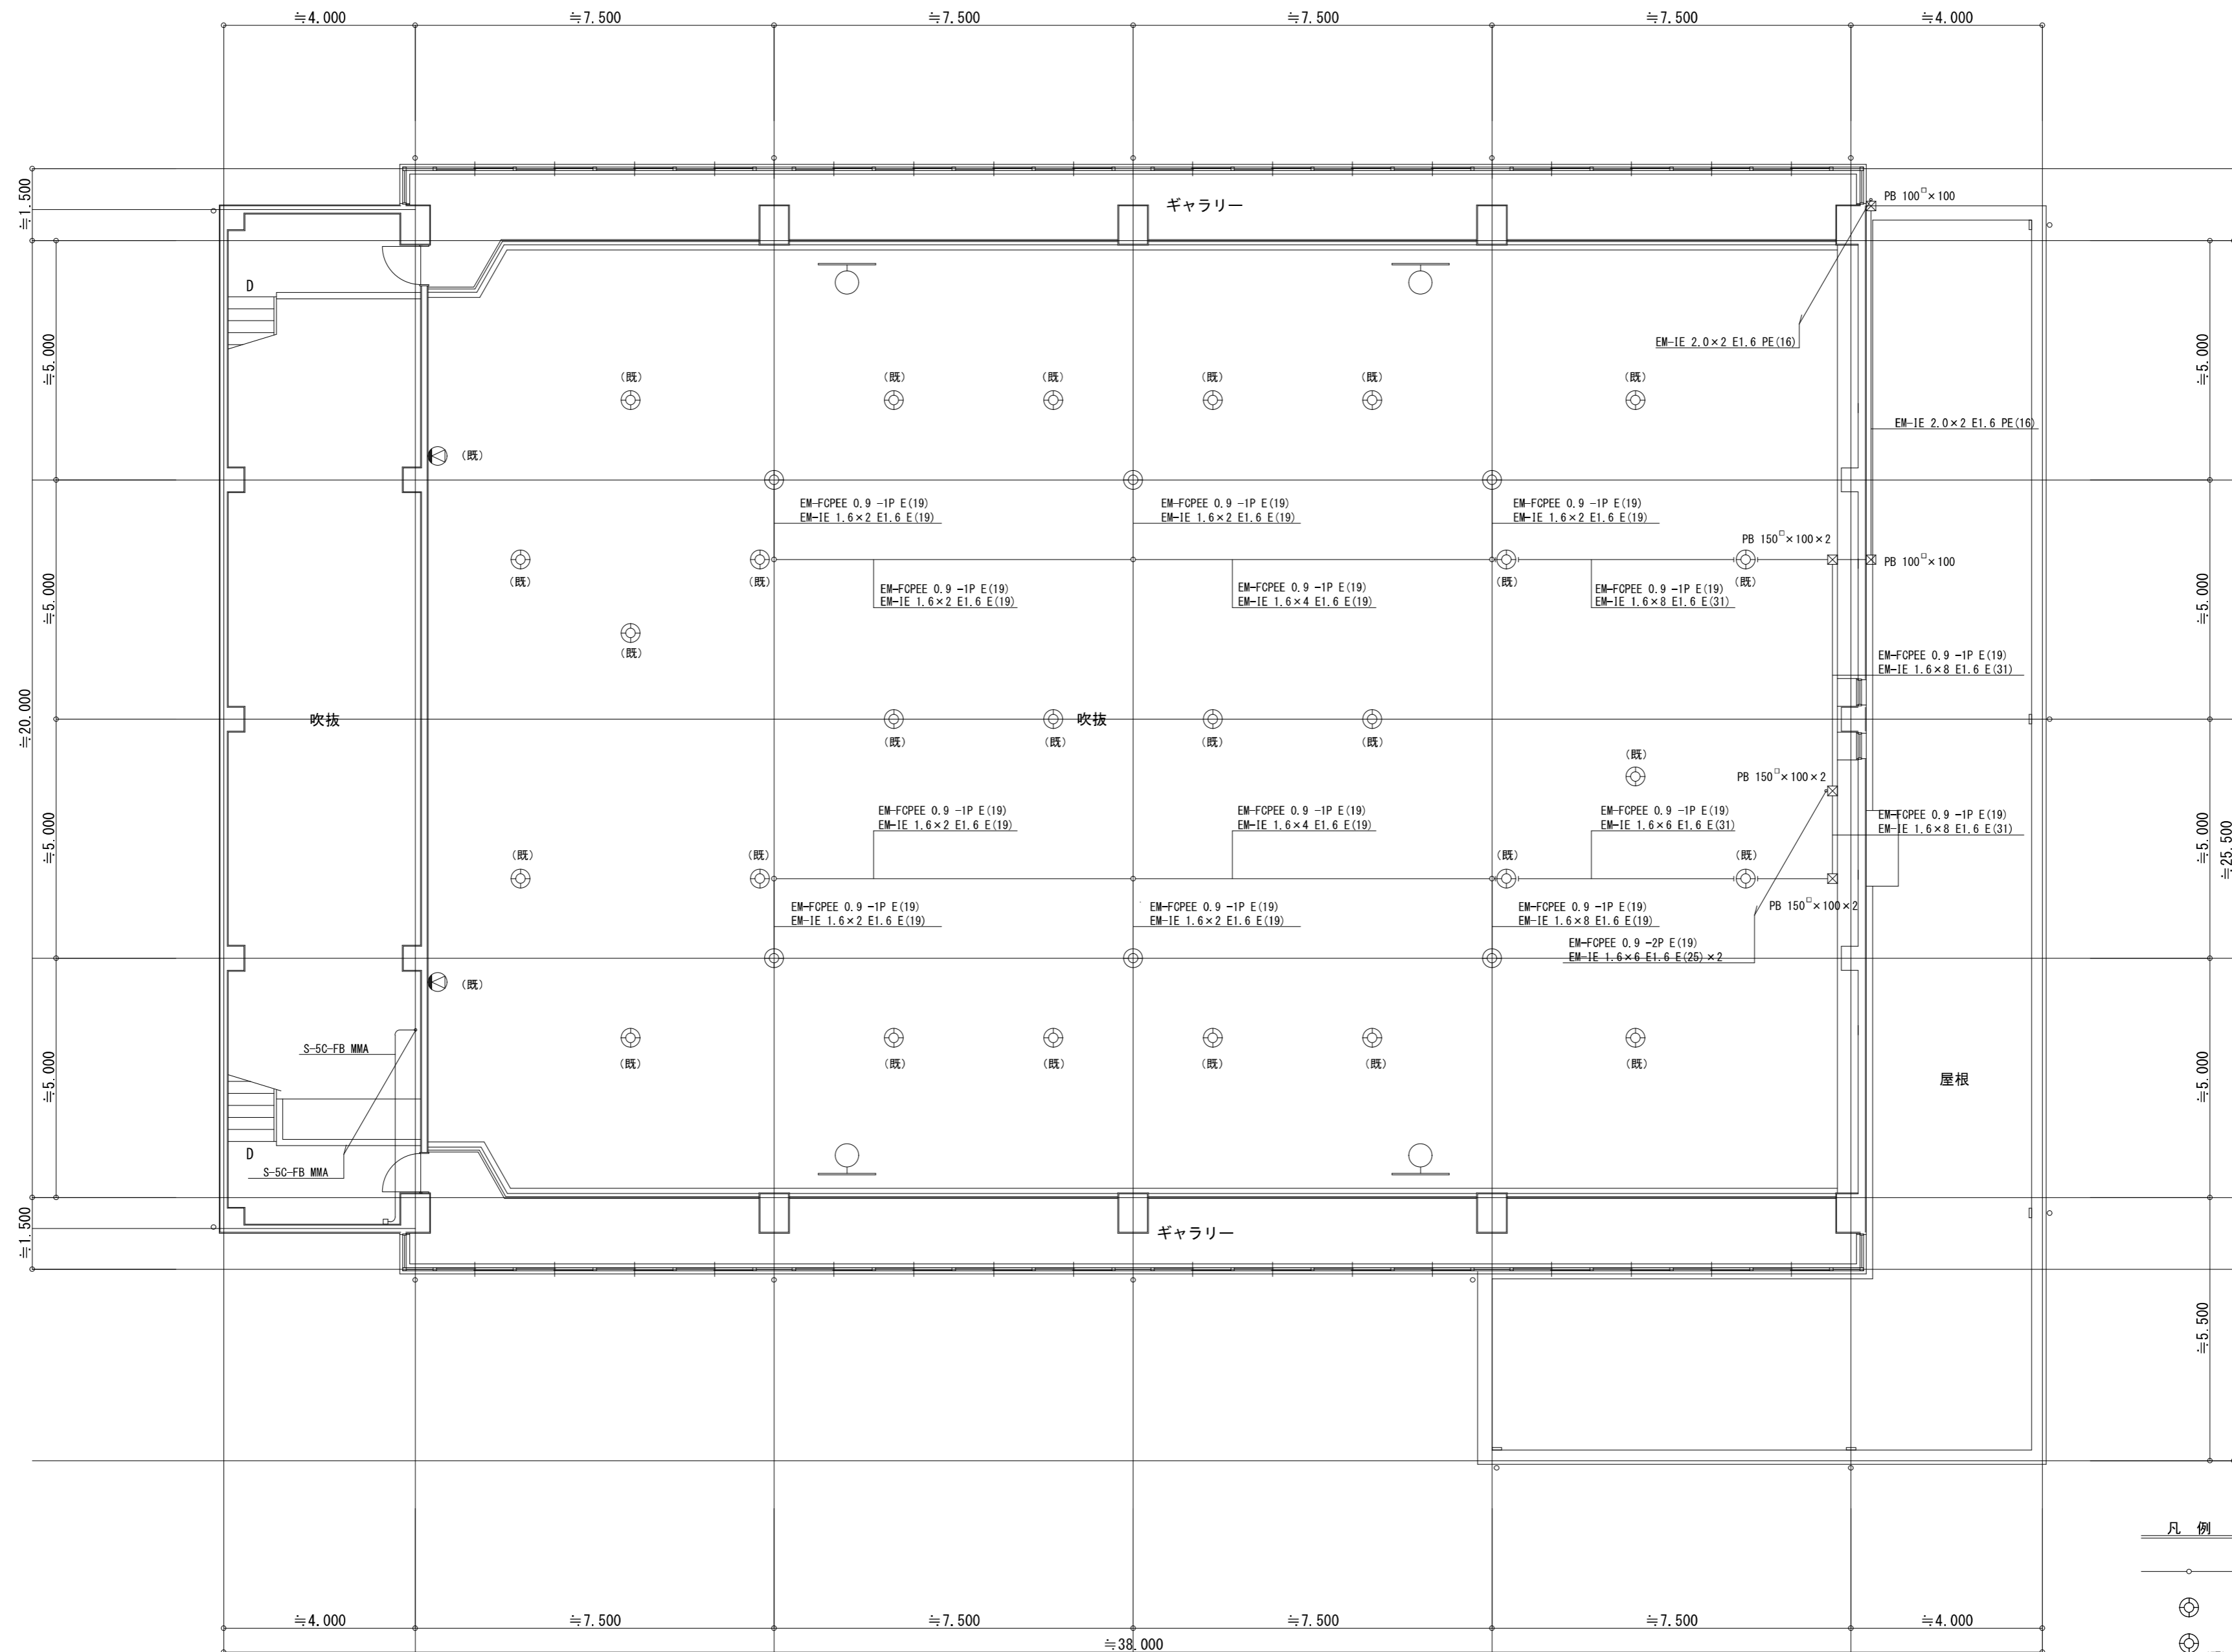 ≒4.000
≒7.500
≒7.500
≒7.500
≒7.500
≒4.000
≒1.500
ギャラリー
PB 100□×100
D
EM-IE 2.0×2 E1.6 PE(16)
≒5.000
≒5.000
(既)
(既)
(既)
(既)
(既)
(既)
EM-IE 2.0×2 E1.6 PE(16)
(既)
EM-FCPEE 0.9 -1P E(19)
EM-IE 1.6×2 E1.6 E(19)
EM-FCPEE 0.9 -1P E(19)
EM-IE 1.6×2 E1.6 E(19)
EM-FCPEE 0.9 -1P E(19)
EM-IE 1.6×2 E1.6 E(19)
PB 150□×100×2
PB 100□×100
(既)
(既)
(既)
(既)
≒5.000
≒5.000
EM-FCPEE 0.9 -1P E(19)
EM-IE 1.6×2 E1.6 E(19)
EM-FCPEE 0.9 -1P E(19)
EM-IE 1.6×4 E1.6 E(19)
EM-FCPEE 0.9 -1P E(19)
EM-IE 1.6×8 E1.6 E(31)
(既)
EM-FCPEE 0.9 -1P E(19)
EM-IE 1.6×8 E1.6 E(31)
≒20.000
吹抜
吹抜
(既)
(既)
(既)
(既)
(既)
PB 150□×100×2
≒5.000
≒5.000
≒25.500
EM-FCPEE 0.9 -1P E(19)
EM-IE 1.6×2 E1.6 E(19)
EM-FCPEE 0.9 -1P E(19)
EM-IE 1.6×4 E1.6 E(19)
EM-FCPEE 0.9 -1P E(19)
EM-IE 1.6×6 E1.6 E(31)
EM-FCPEE 0.9 -1P E(19)
EM-IE 1.6×8 E1.6 E(31)
(既)
(既)
(既)
(既)
EM-FCPEE 0.9 -1P E(19)
EM-IE 1.6×2 E1.6 E(19)
EM-FCPEE 0.9 -1P E(19)
EM-IE 1.6×2 E1.6 E(19)
EM-FCPEE 0.9 -1P E(19)
EM-IE 1.6×8 E1.6 E(19)
PB 150□×100×2
EM-FCPEE 0.9 -2P E(19)
EM-IE 1.6×6 E1.6 E(25)×2
(既)
S-5C-FB MMA
(既)
(既)
(既)
(既)
(既)
(既)
≒5.000
≒5.000
屋根
D
S-5C-FB MMA
≒1.500
ギャラリー
≒5.500
凡 例
≒4.000
≒7.500
≒7.500
≒7.500
≒7.500
≒4.000
≒38.000